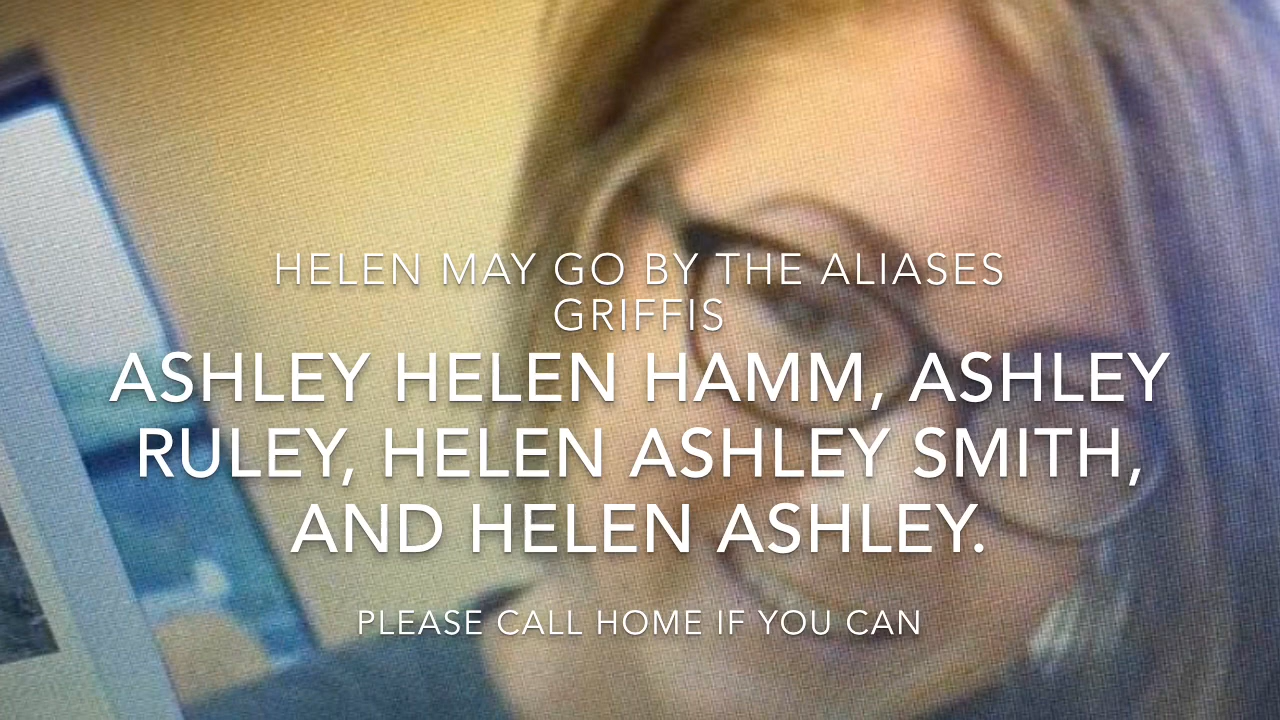 HELEN MAY GO BY THE ALIASES
GRIFFIS
ASHLEY HELEN HAMM, ASHLEY
RULEY, HELEN ASHLEY SMITH,
AND HELEN ASHLEY.
PLEASE CALL HOME IF YOU CAN